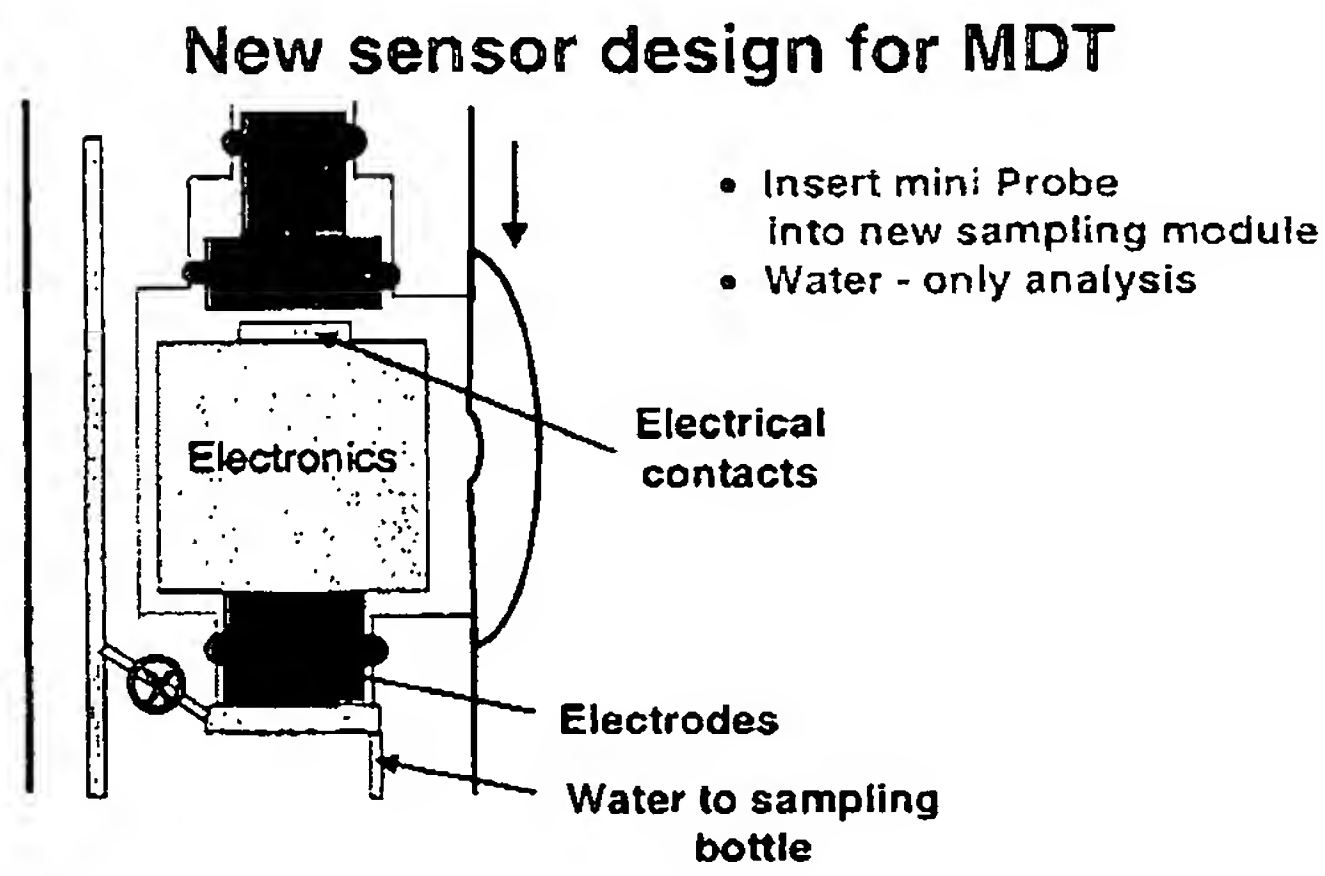 New sensor design for MDT
• Insert mini Probe
into new sampling module
• Water - only analysis
Electrical
contacts
Electronics
Electrodes
Water to sampling
bottle